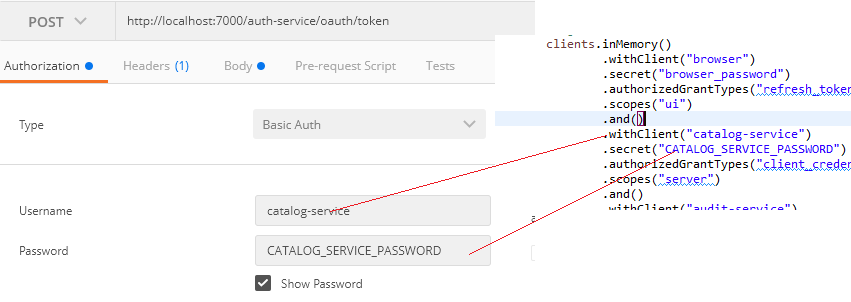 POST http://localhost:7000/auth-service/oauth/token
Authorization Headers (1) Body Pre-request Script Tests
Type Basic Auth
Username catalog-service
Password CATALOG_SERVICE_PASSWORD
Show Password
clients.inMemory()
.withClient("browser")
.secret("browser_password")
.authorizedGrantTypes("refresh_token
.scopes("ui")
.and()
.withClient("catalog-service")
.secret("CATALOG_SERVICE_PASSWORD")
.authorizedGrantTypes("client_crede
.scopes("server")
.and()
.withClient("audit-service")